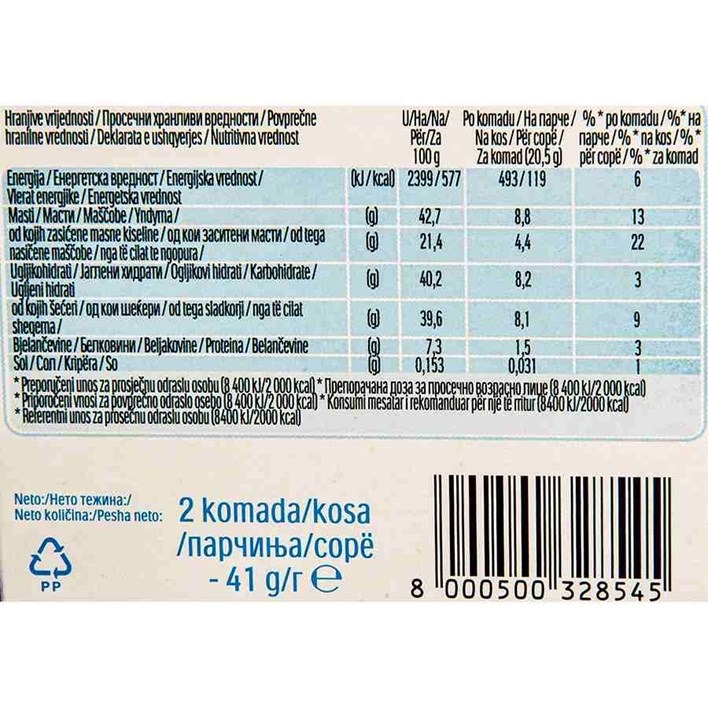 Hranjive vrijednosti / Просечни хранливи вредности / Povprečne
hranilne vrednosti / Deklarata e ushqyerjes / Nutritivna vrednost
U/Ha/Na/
Për/Za
100 g
Po komadu / На парче /
Na kos / Për copë /
Za komad (20,5 g)
% * po komadu / %* на
парче / % * na kos / % *
për copë / % * za komad
Energija / Енергетска вредност / Energijska vrednost /
Vlerat energjike / Energetska vrednost
(kJ / kcal) 2399 / 577 493 / 119 6
Masti / Масти / Maščobe / Yndyrna / (g) 42,7 8,8 13
od kojih zasićene masne kiseline / од кои заситени масти / od tega
nasičene maščobe / nga të cilat te ngopura /
(g) 21,4 4,4 22
Ugljikohidrati / Јаглени хидрати / Ogljikovi hidrati / Karbohidrate /
Ugljeni hidrati
(g) 40,2 8,2 3
od kojih šećeri / од кои шеќери / od tega sladkorji / nga të cilat
sheqerna /
(g) 39,6 8,1 9
Bjelančevine / Белковини / Beljakovine / Proteina / Belančevine (g) 7,3 1,5 3
Sol / Сол / Kripëra / So (g) 0,153 0,031 1
* Preporučeni unos za prosječnu odraslu osobu (8 400 kJ/2 000 kcal) * Препорачана доза за просечно возрасно лице (8 400 kJ/2 000 kcal)
* Priporočeni vnosi za povprečno odraslo osebo (8 400 kJ/2 000 kcal) * Konsumi mesatar i rekomanduar për një të rritur (8400 kJ/2000 kcal)
* Referentni unos za prosečnu odraslu osobu (8400 kJ/2000 kcal)
Neto:/Нето тежина:/
Neto količina:/Pesha neto:
2 komada/kosa
/парчиња/copë
- 41 g/г ℮
PP
8 000500 328545